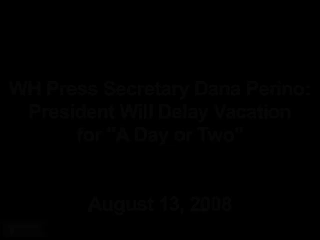 WH Press Secretary Dana Perino:
President Will Delay Vacation
for "A Day or Two"
August 13, 2008